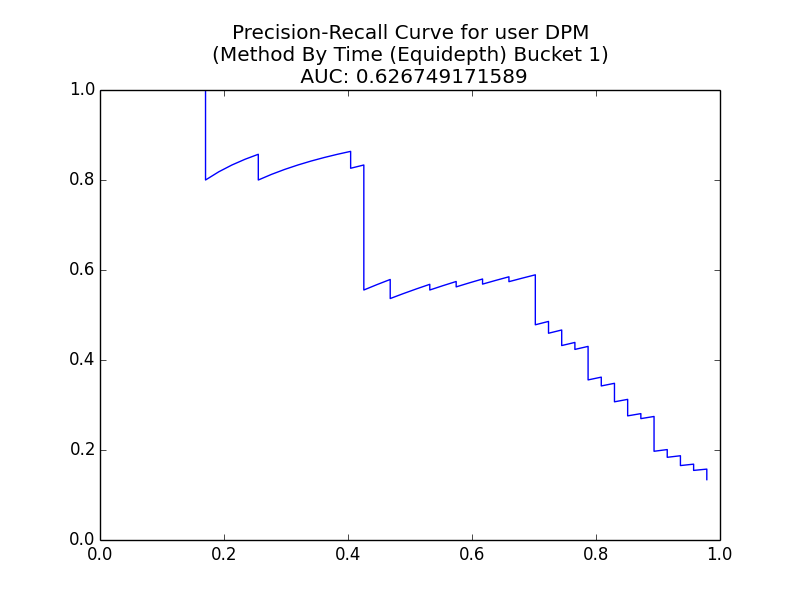 Precision-Recall Curve for user DPM
(Method By Time (Equidepth) Bucket 1)
AUC: 0.626749171589
1.0
0.8
0.6
0.4
0.2
0.0
0.0 0.2 0.4 0.6 0.8 1.0